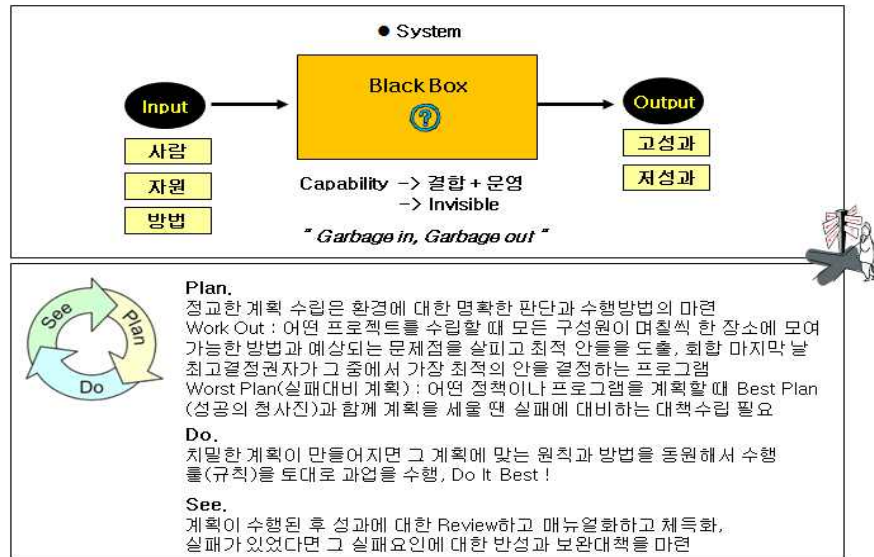 ● System
Input
Black Box
?
Output
사람
자원
방법
고성과
저성과
Capability -> 결합 + 운영
-> Invisible
" Garbage in, Garbage out "
See
Plan
Do
Plan.
정교한 계획 수립은 환경에 대한 명확한 판단과 수행방법의 마련
Work Out : 어떤 프로젝트를 수립할 때 모든 구성원이 며칠씩 한 장소에 모여
가능한 방법과 예상되는 문제점을 살피고 최적 안들을 도출, 회합 마지막 날
최고결정권자가 그 중에서 가장 최적의 안을 결정하는 프로그램
Worst Plan(실패대비 계획) : 어떤 정책이나 프로그램을 계획할 때 Best Plan
(성공의 청사진)과 함께 계획을 세울 땐 실패에 대비하는 대책수립 필요
Do.
치밀한 계획이 만들어지면 그 계획에 맞는 원칙과 방법을 동원해서 수행
룰(규칙)을 토대로 과업을 수행, Do It Best !
See.
계획이 수행된 후 성과에 대한 Review하고 매뉴얼화하고 체득화,
실패가 있었다면 그 실패요인에 대한 반성과 보완대책을 마련